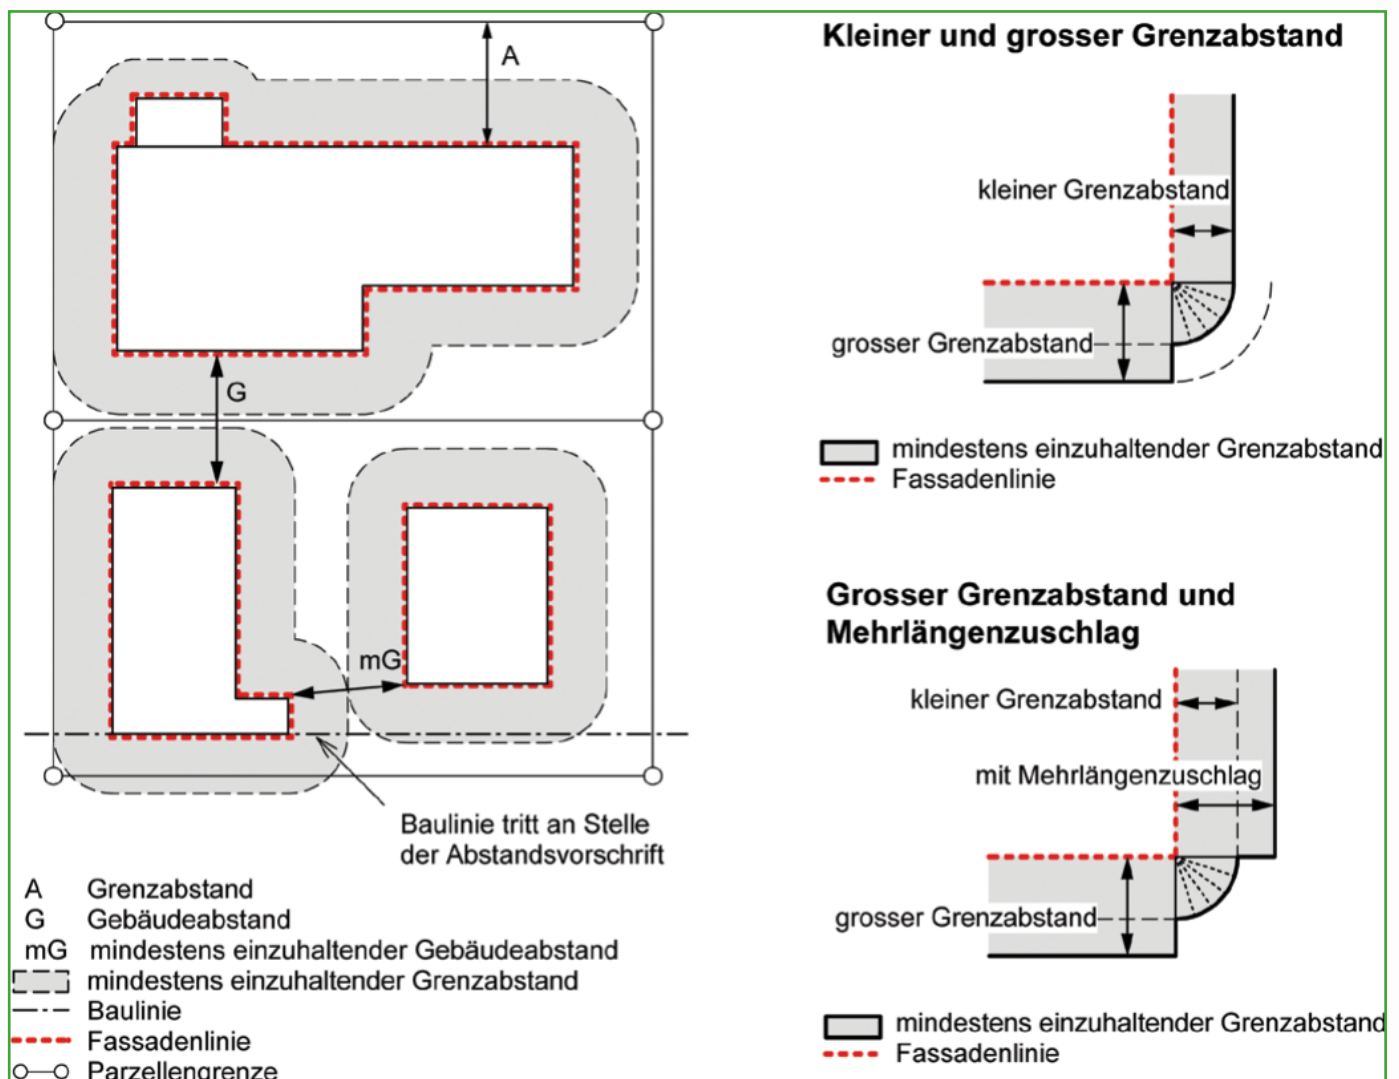 A
G
mG
Baulinie tritt an Stelle
der Abstandsvorschrift
A Grenzabstand
G Gebäudeabstand
mG mindestens einzuhaltender Gebäudeabstand
mindestens einzuhaltender Grenzabstand
Baulinie
Fassadenlinie
Parzellengrenze
Kleiner und grosser Grenzabstand
kleiner Grenzabstand
grosser Grenzabstand
mindestens einzuhaltender Grenzabstand
Fassadenlinie
Grosser Grenzabstand und
Mehrlängenzuschlag
kleiner Grenzabstand
mit Mehrlängenzuschlag
grosser Grenzabstand
mindestens einzuhaltender Grenzabstand
Fassadenlinie